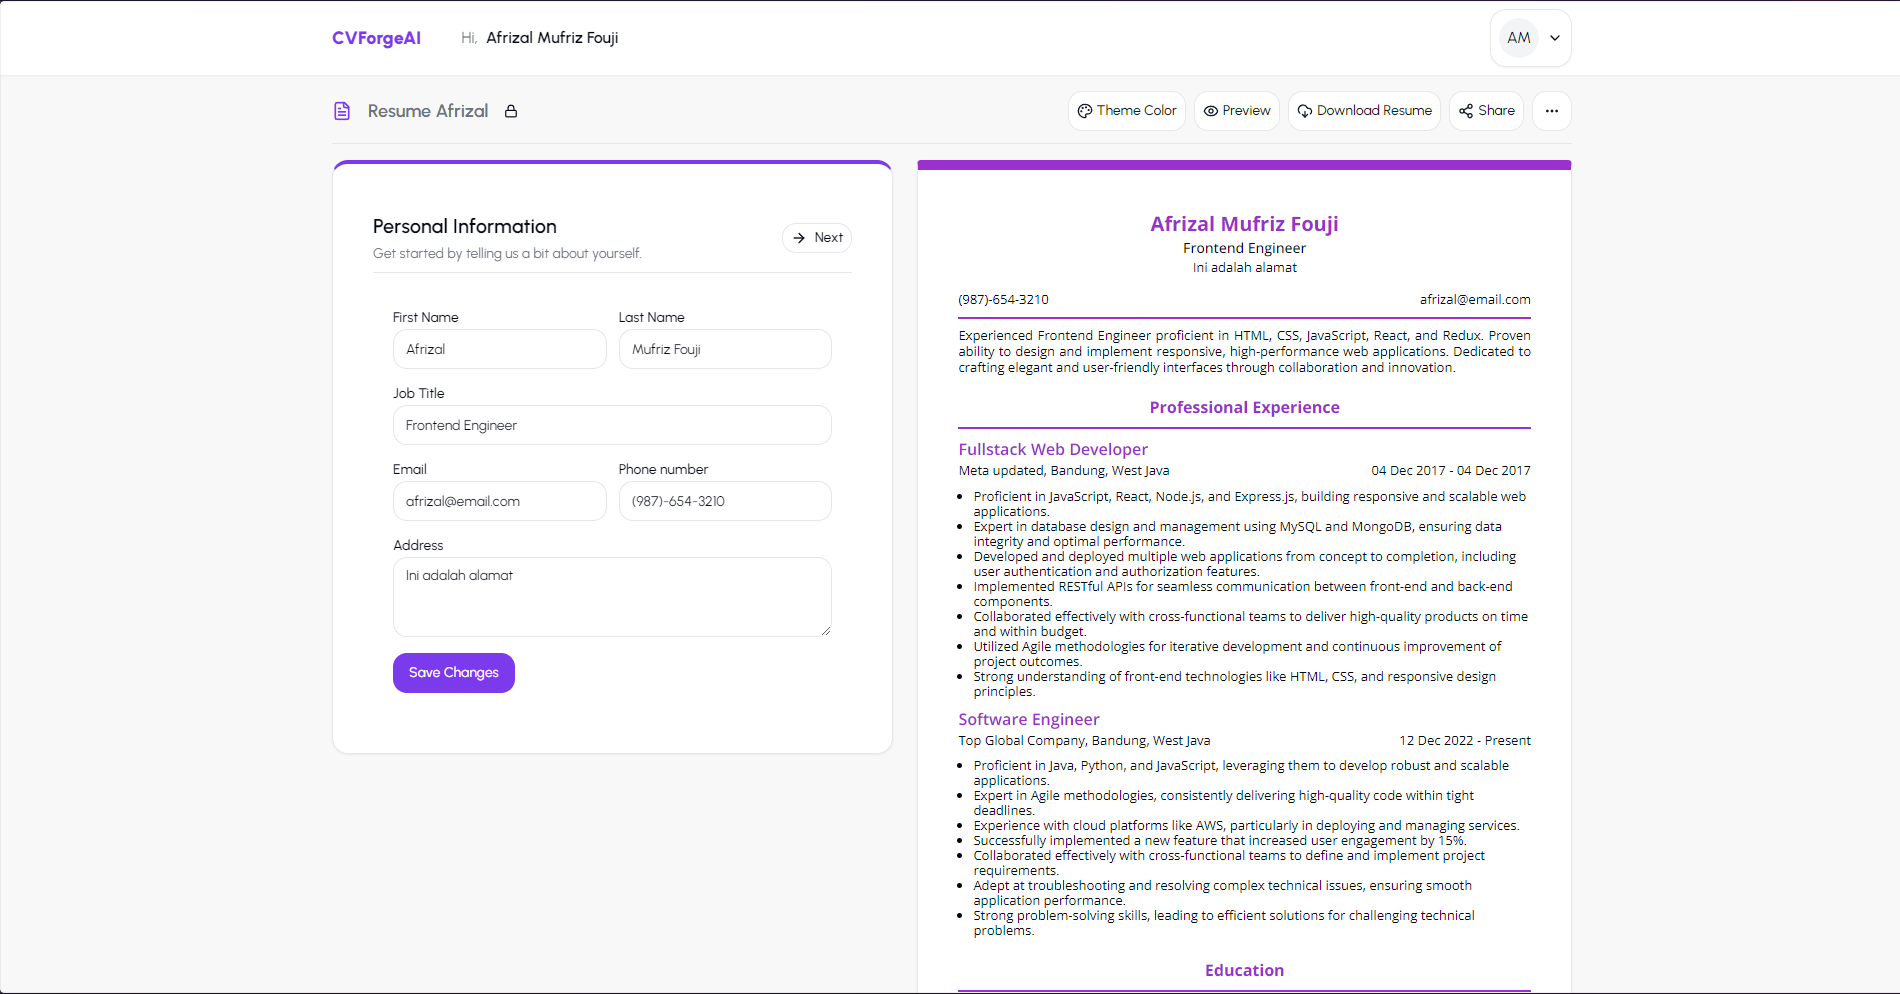 CVForgeAI
Hi, Afrizal Mufriz Fouji
AM
Resume Afrizal
Theme Color
Preview
Download Resume
Share
Personal Information
Get started by telling us a bit about yourself.
Next
First Name
Last Name
Afrizal
Mufriz Fouji
Job Title
Frontend Engineer
Email
Phone number
afrizal@email.com
(987)-654-3210
Address
Ini adalah alamat
Save Changes
Afrizal Mufriz Fouji
Frontend Engineer
Ini adalah alamat
(987)-654-3210
afrizal@email.com
Experienced Frontend Engineer proficient in HTML, CSS, JavaScript, React, and Redux. Proven
ability to design and implement responsive, high-performance web applications. Dedicated to
crafting elegant and user-friendly interfaces through collaboration and innovation.
Professional Experience
Fullstack Web Developer
Meta updated, Bandung, West Java
04 Dec 2017 - 04 Dec 2017
Proficient in JavaScript, React, Node.js, and Express.js, building responsive and scalable web
applications.
Expert in database design and management using MySQL and MongoDB, ensuring data
integrity and optimal performance.
Developed and deployed multiple web applications from concept to completion, including
user authentication and authorization features.
Implemented RESTful APIs for seamless communication between front-end and back-end
components.
Collaborated effectively with cross-functional teams to deliver high-quality products on time
and within budget.
Utilized Agile methodologies for iterative development and continuous improvement of
project outcomes.
Strong understanding of front-end technologies like HTML, CSS, and responsive design
principles.
Software Engineer
Top Global Company, Bandung, West Java
12 Dec 2022 - Present
Proficient in Java, Python, and JavaScript, leveraging them to develop robust and scalable
applications.
Expert in Agile methodologies, consistently delivering high-quality code within tight
deadlines.
Experience with cloud platforms like AWS, particularly in deploying and managing services.
Successfully implemented a new feature that increased user engagement by 15%.
Collaborated effectively with cross-functional teams to define and implement project
requirements.
Adept at troubleshooting and resolving complex technical issues, ensuring smooth
application performance.
Strong problem-solving skills, leading to efficient solutions for challenging technical
problems.
Education